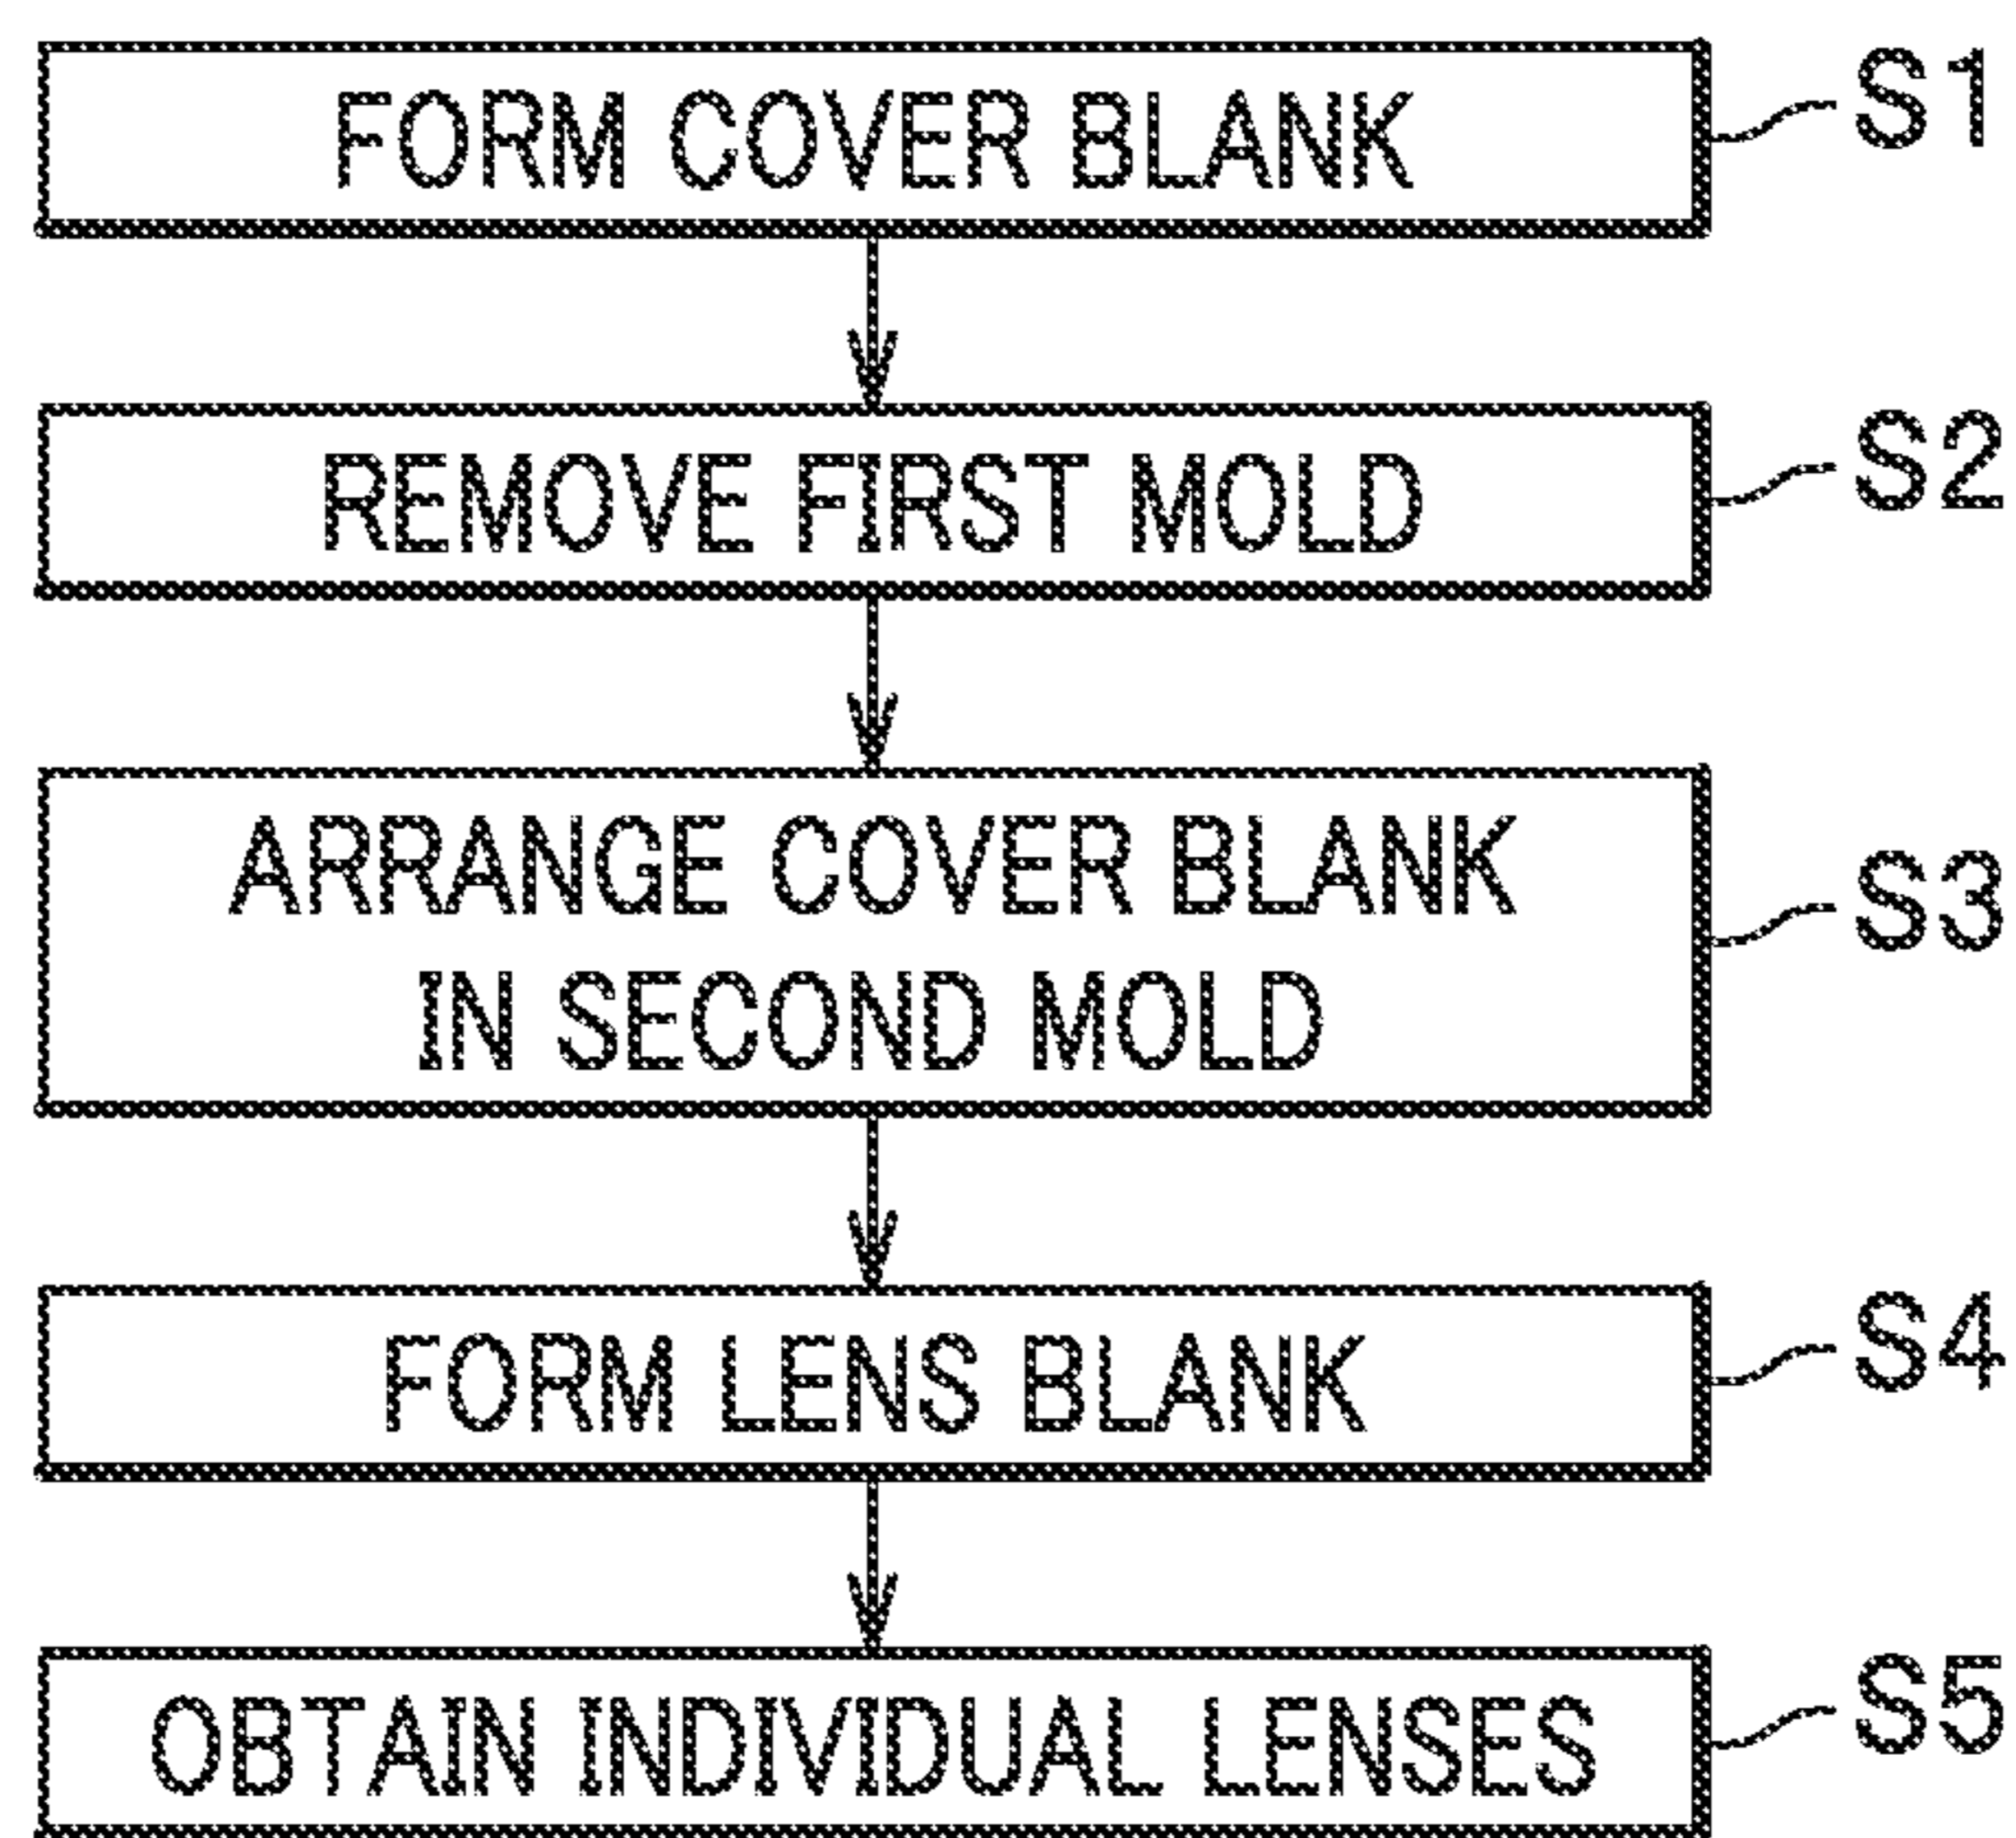 FORM COVER BLANK
S1
REMOVE FIRST MOLD
S2
ARRANGE COVER BLANK
IN SECOND MOLD
S3
FORM LENS BLANK
S4
OBTAIN INDIVIDUAL LENSES
S5